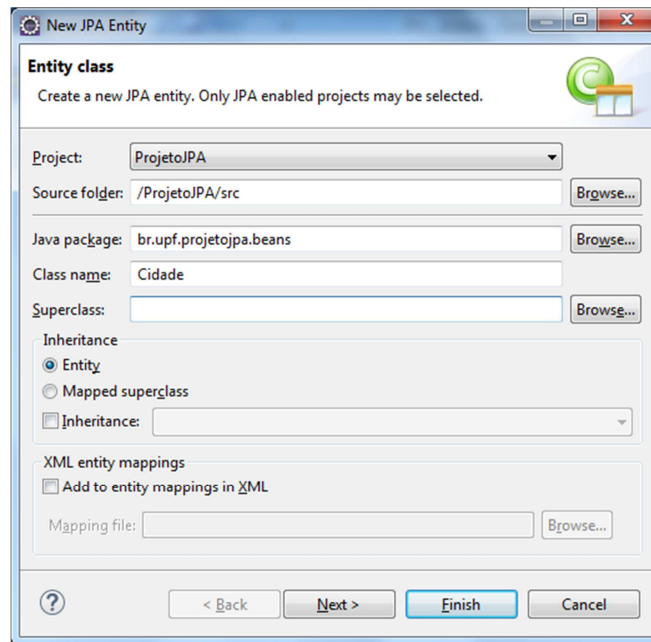 New JPA Entity
Entity class
Create a new JPA entity. Only JPA enabled projects may be selected.
Project: ProjetoJPA
Source folder: /ProjetoJPA/src Browse...
Java package: br.upf.projetojpa.beans Browse...
Class name: Cidade
Superclass: Browse...
Inheritance
Entity
Mapped superclass
Inheritance:
XML entity mappings
Add to entity mappings in XML
Mapping file: Browse...
? < Back Next > Finish Cancel